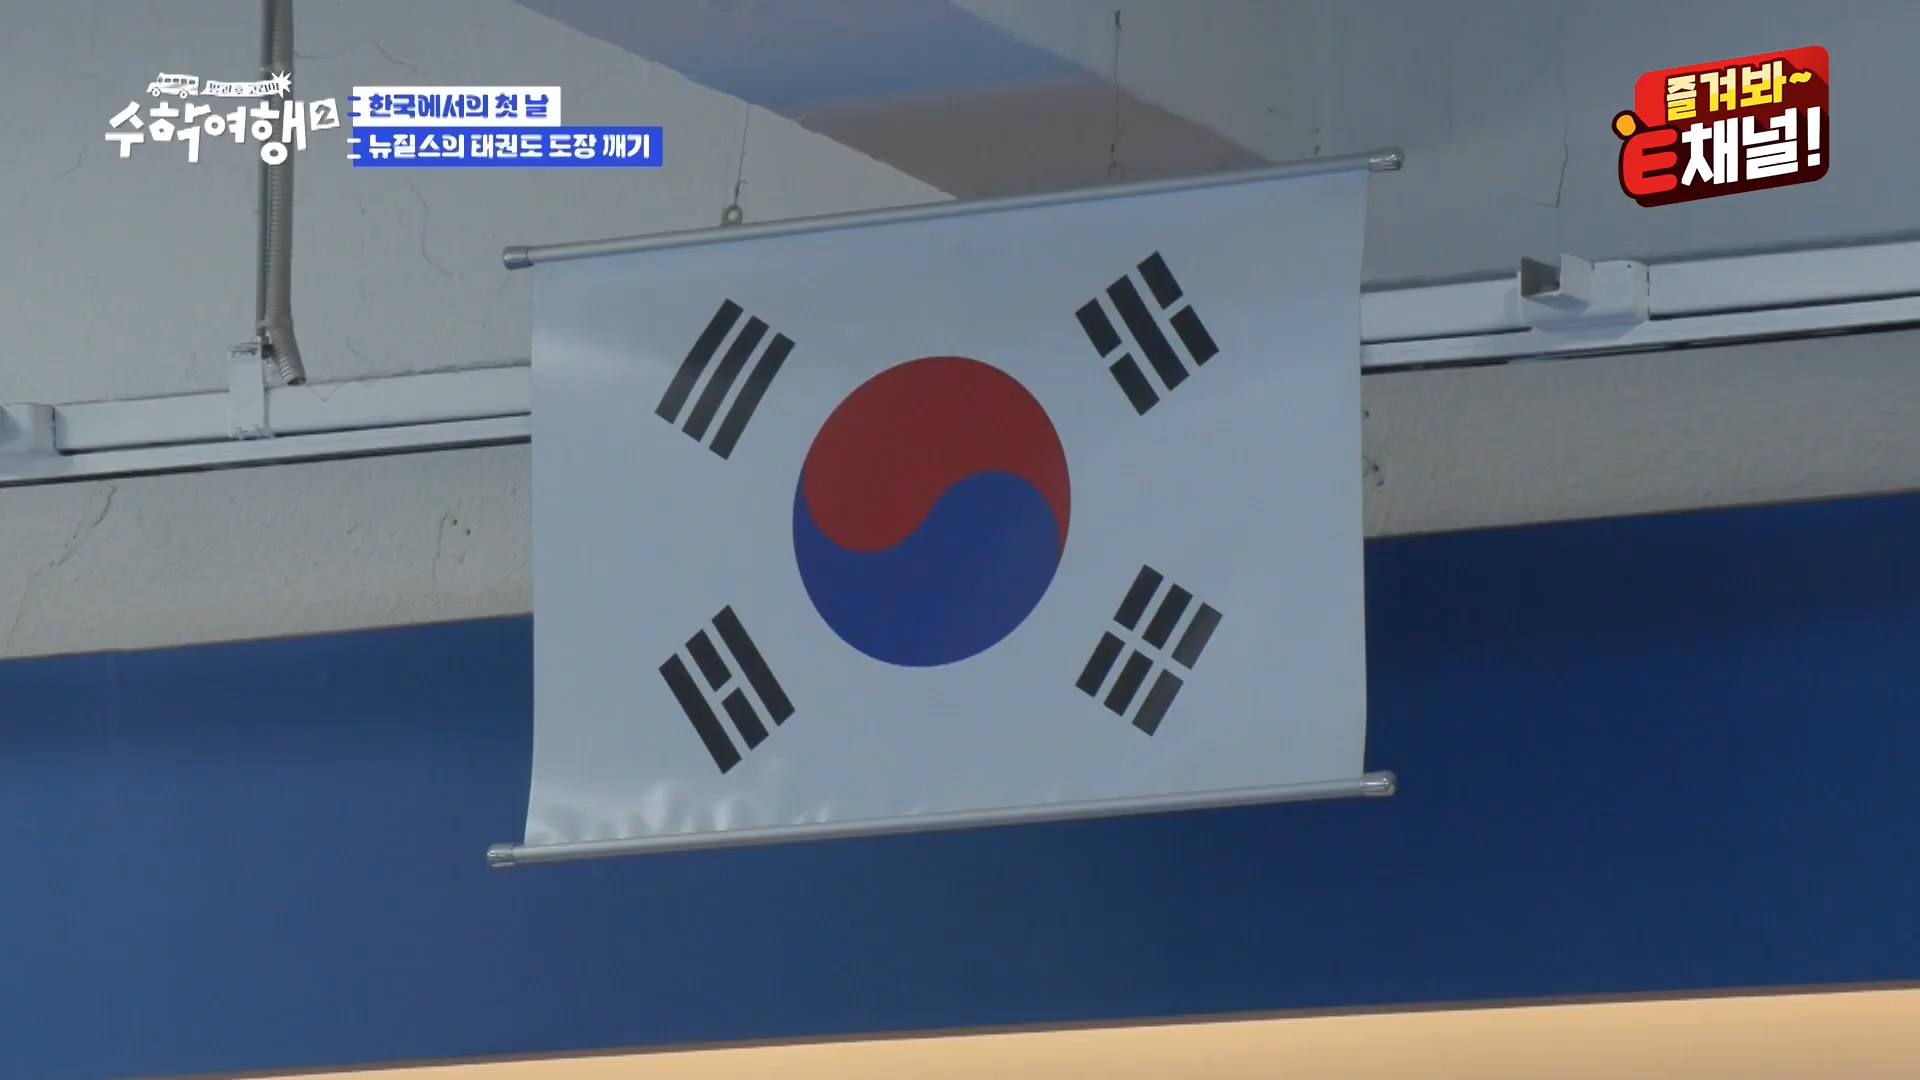 수학여행2
한국에서의 첫 날
뉴질스의 태권도 도장 깨기
즐겨봐~
E채널!